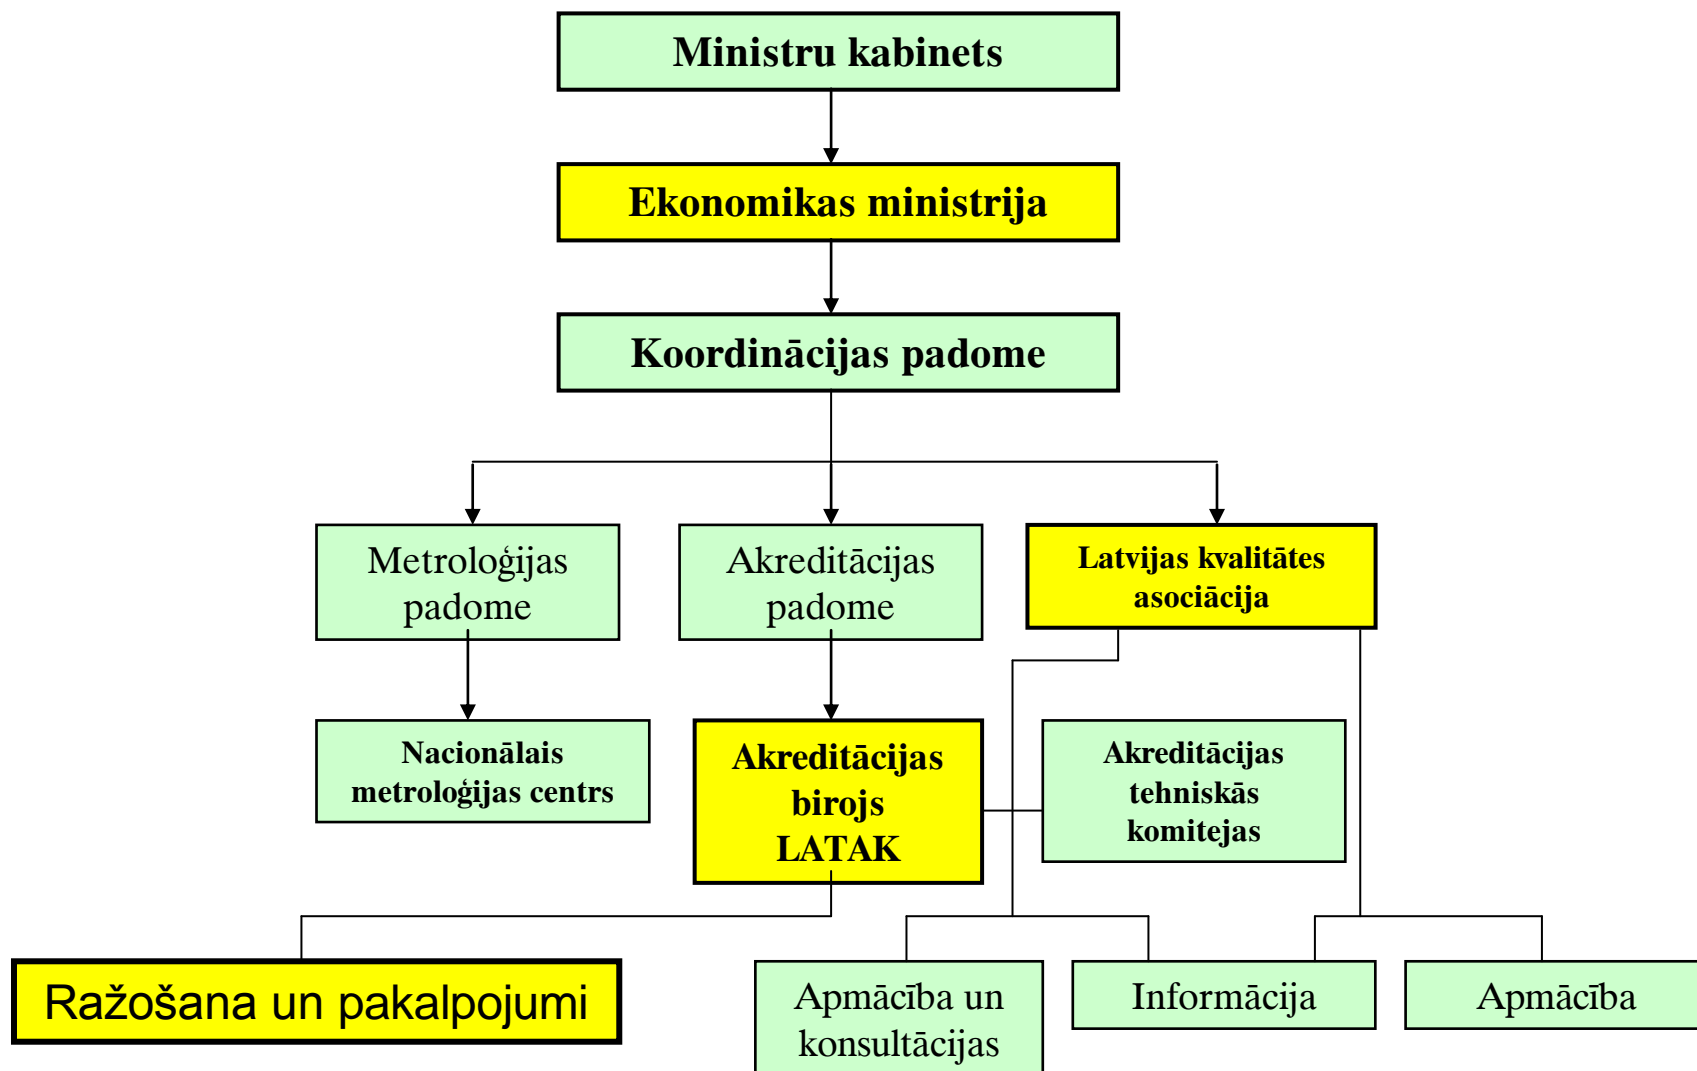 Ministru kabinets
Ekonomikas ministrija
Koordinācijas padome
Metroloģijas
padome
Akreditācijas
padome
Latvijas kvalitātes
asociācija
Nacionālais
metroloģijas centrs
Akreditācijas
birojs
LATAK
Akreditācijas
tehniskās
komitejas
Ražošana un pakalpojumi
Apmācība un
konsultācijas
Informācija
Apmācība